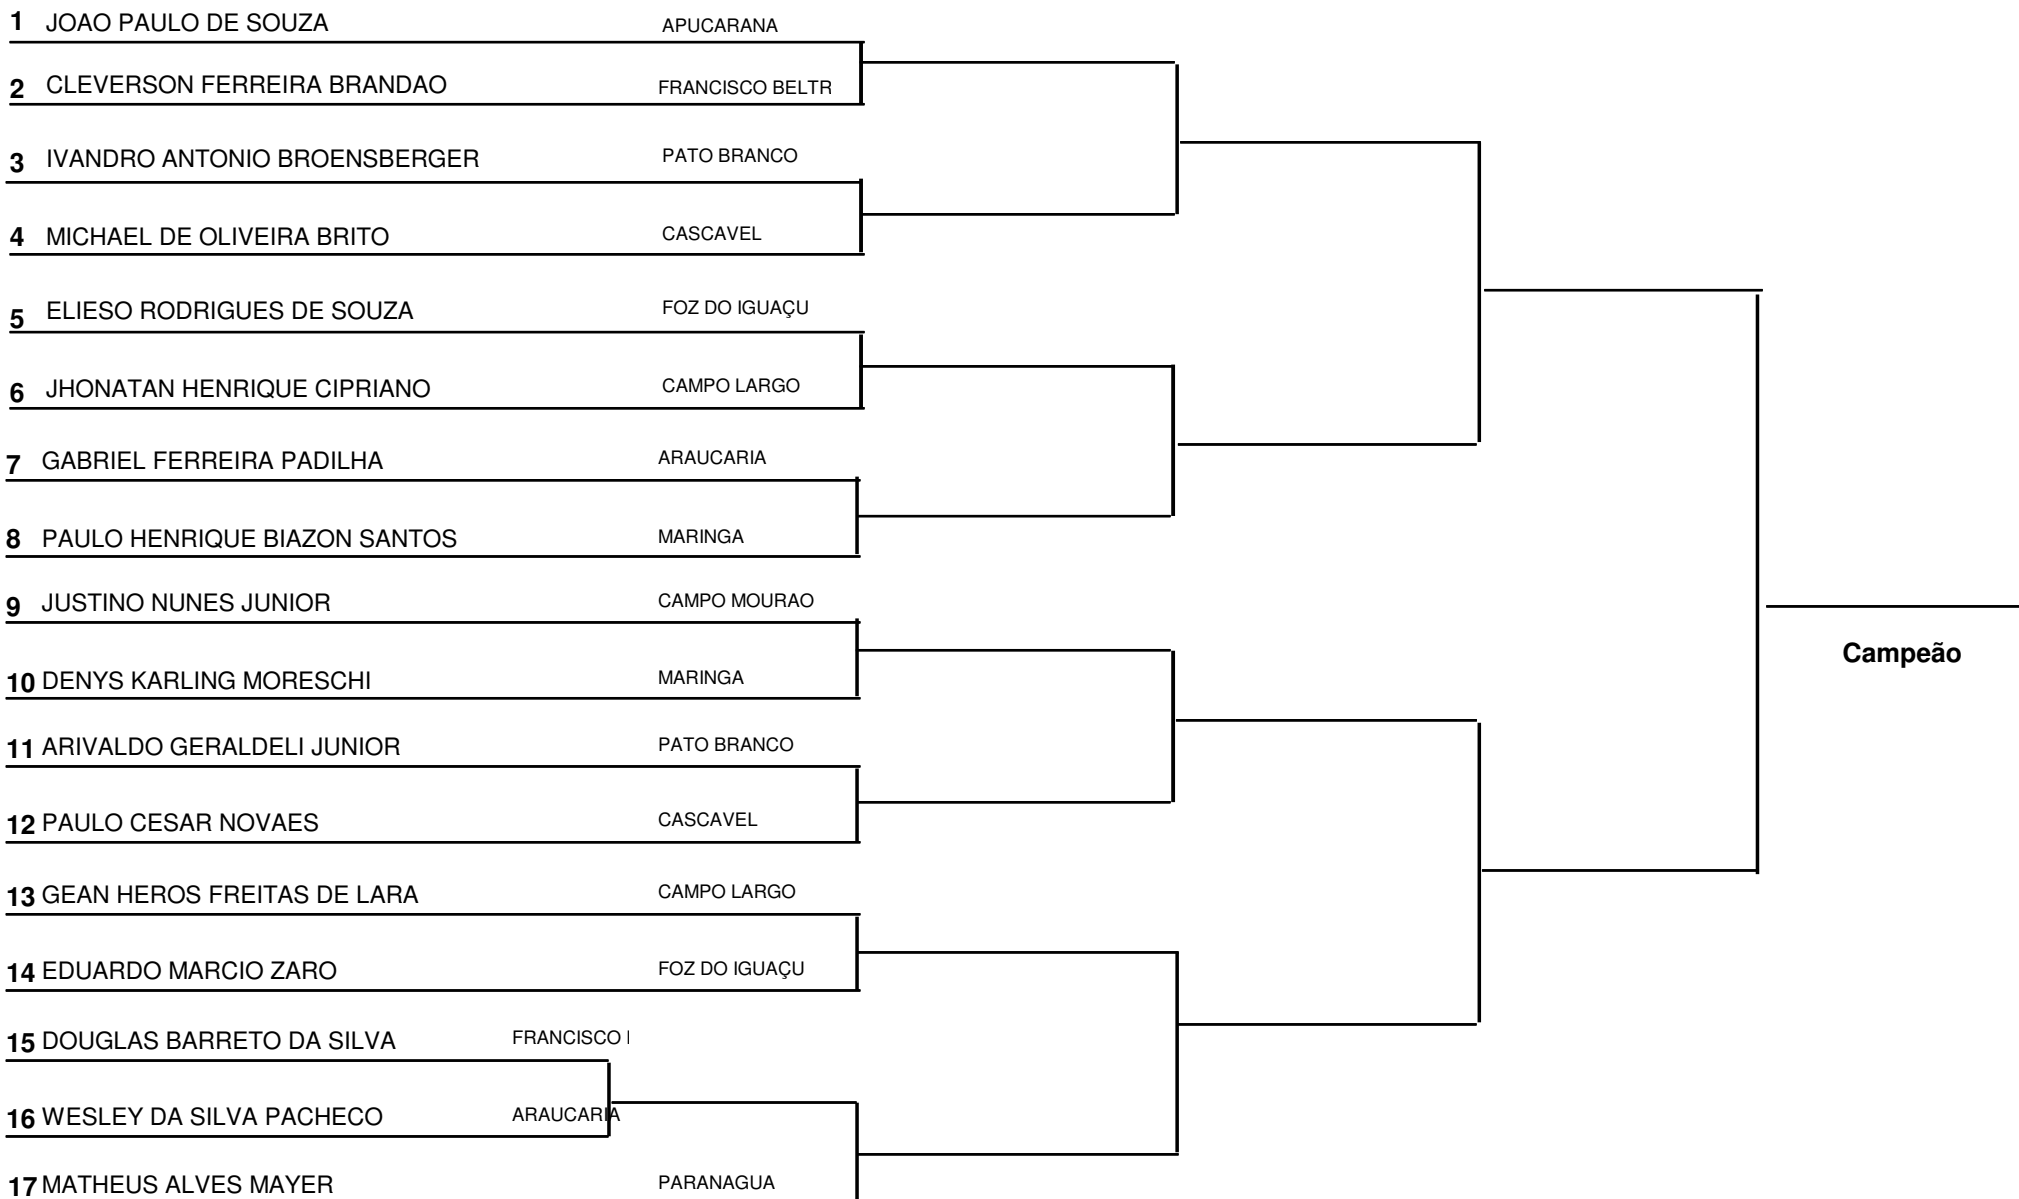 1 JOAO PAULO DE SOUZA APUCARANA
2 CLEVERSON FERREIRA BRANDAO FRANCISCO BELTR
3 IVANDRO ANTONIO BROENSBERGER PATO BRANCO
4 MICHAEL DE OLIVEIRA BRITO CASCAVEL
5 ELIESO RODRIGUES DE SOUZA FOZ DO IGUAÇU
6 JHONATAN HENRIQUE CIPRIANO CAMPO LARGO
7 GABRIEL FERREIRA PADILHA ARAUCARIA
8 PAULO HENRIQUE BIAZON SANTOS MARINGA
9 JUSTINO NUNES JUNIOR CAMPO MOURAO
Campeão
10 DENYS KARLING MORESCHI MARINGA
11 ARIVALDO GERALDELI JUNIOR PATO BRANCO
12 PAULO CESAR NOVAES CASCAVEL
13 GEAN HEROS FREITAS DE LARA CAMPO LARGO
14 EDUARDO MARCIO ZARO FOZ DO IGUAÇU
15 DOUGLAS BARRETO DA SILVA FRANCISCO
16 WESLEY DA SILVA PACHECO ARAUCARIA
17 MATHEUS ALVES MAYER PARANAGUA